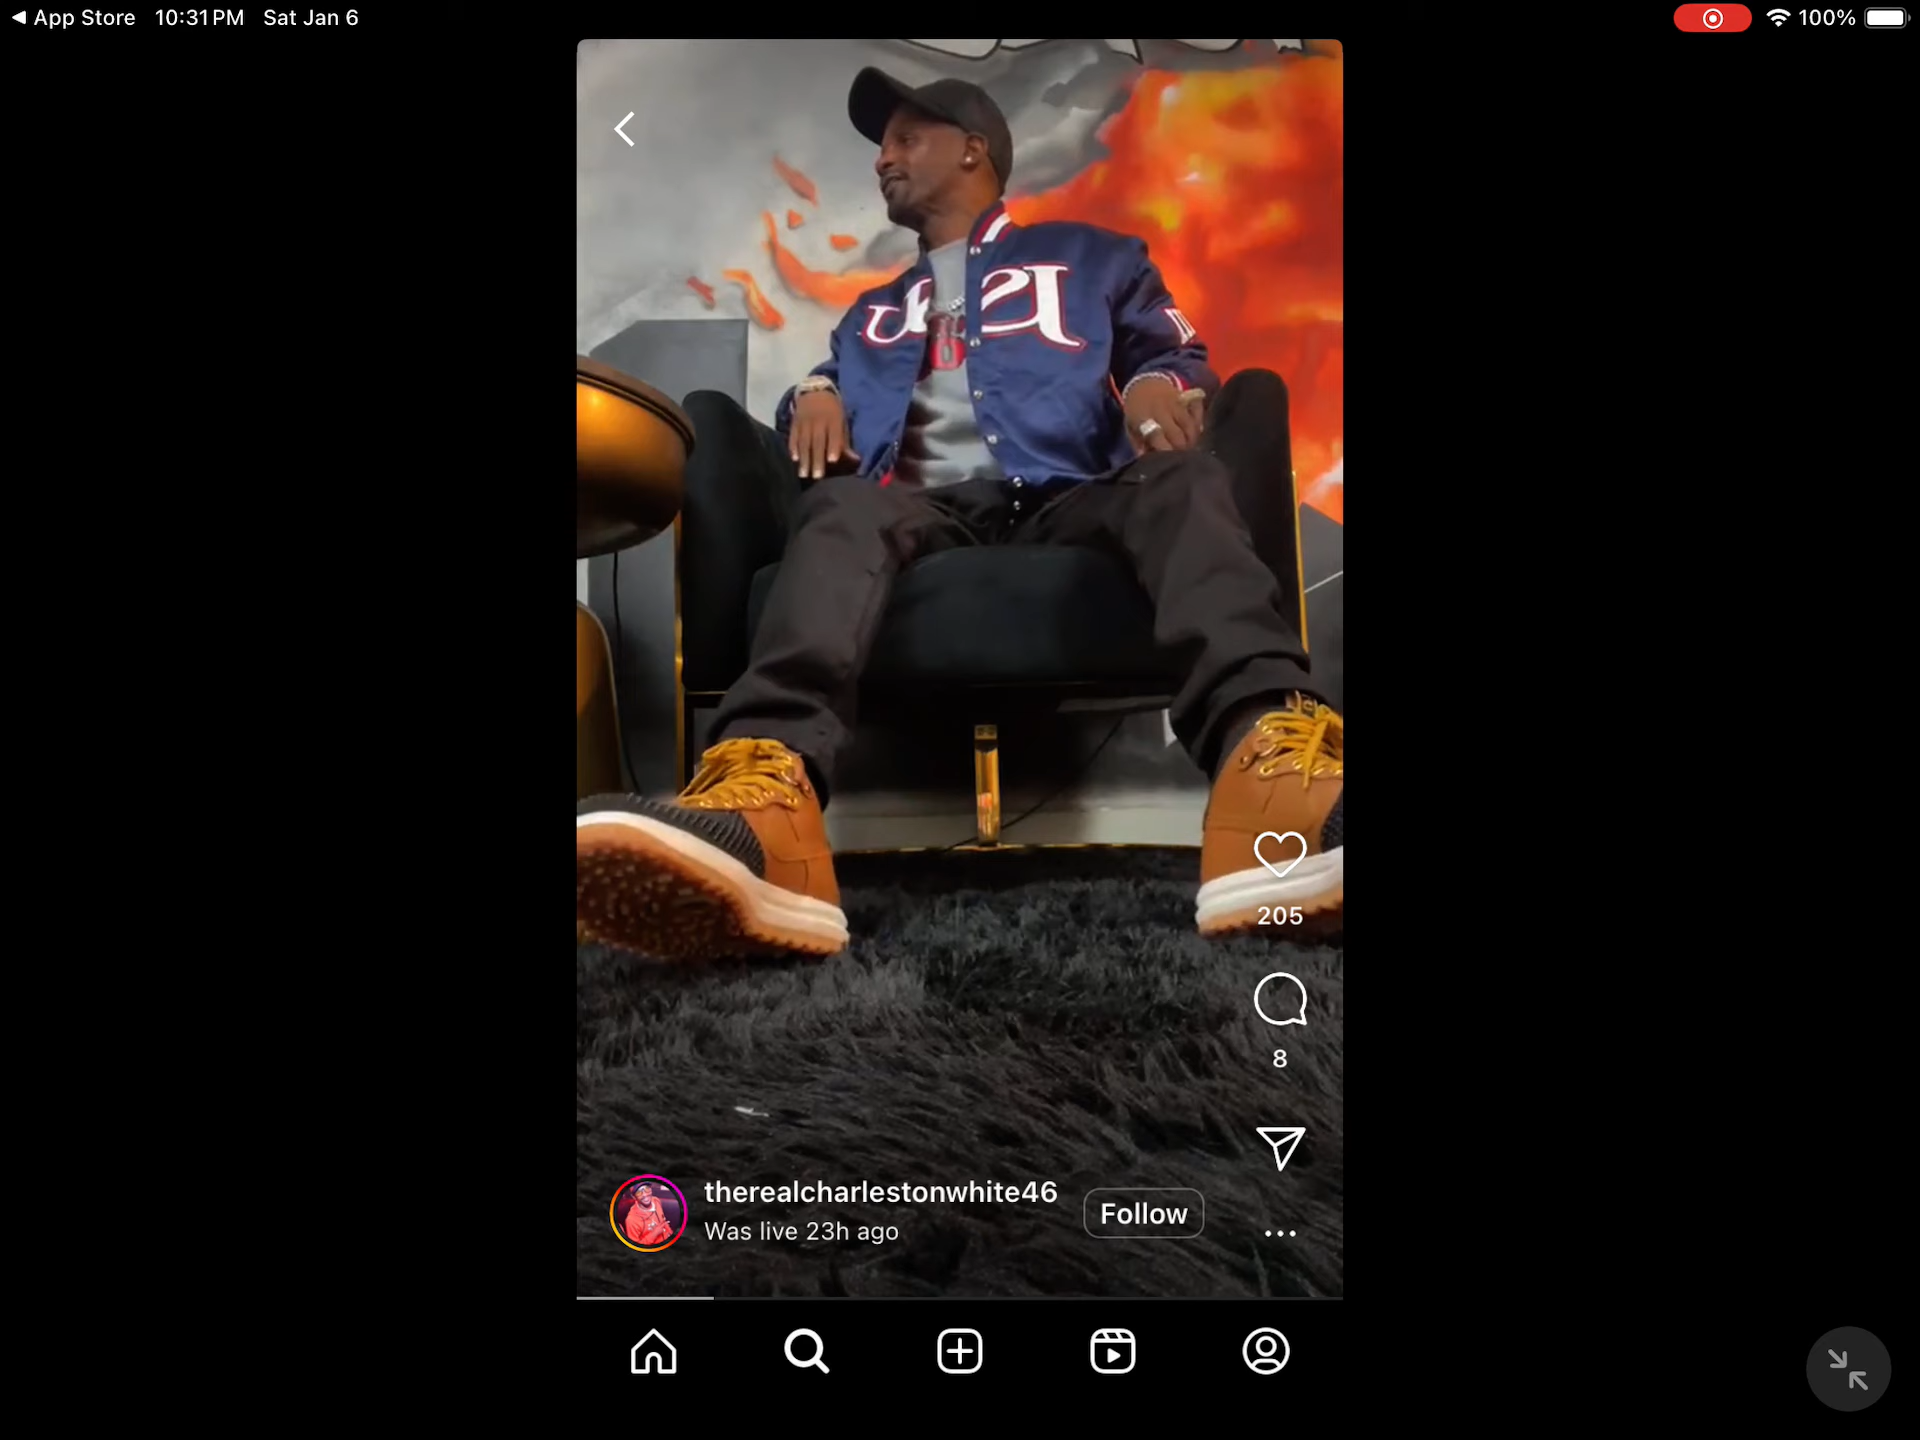 App Store 10:31 PM Sat Jan 6
100%
205
8
therealcharlestonwhite46
Was live 23h ago
Follow